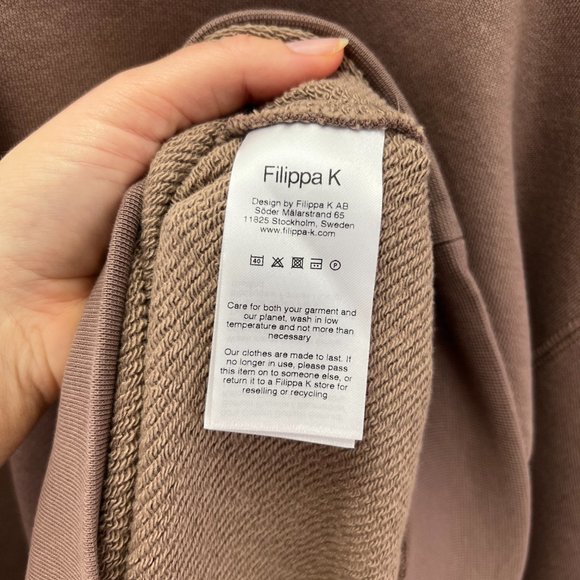 Filippa K
Design by Filippa K AB
Söder Mälarstrand 65
11825 Stockholm, Sweden
www.filippa-k.com
40
P
Care for both your garment and
our planet, wash in low
temperature and not more than
necessary
Our clothes are made to last. If
no longer in use, please pass
this item on to someone else, or
return it to a Filippa K store for
reselling or recycling